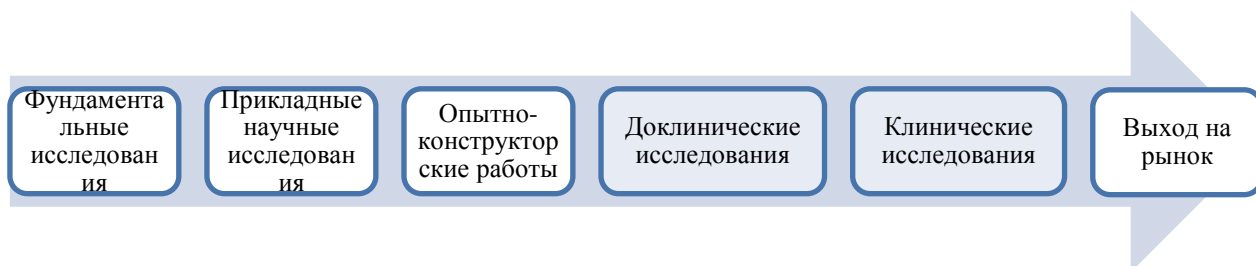 Фундамента
льные
исследован
ия
Прикладные
научные
исследован
ия
Опытно-
конструктор
ские работы
Доклинические
исследования
Клинические
исследования
Выход на
рынок